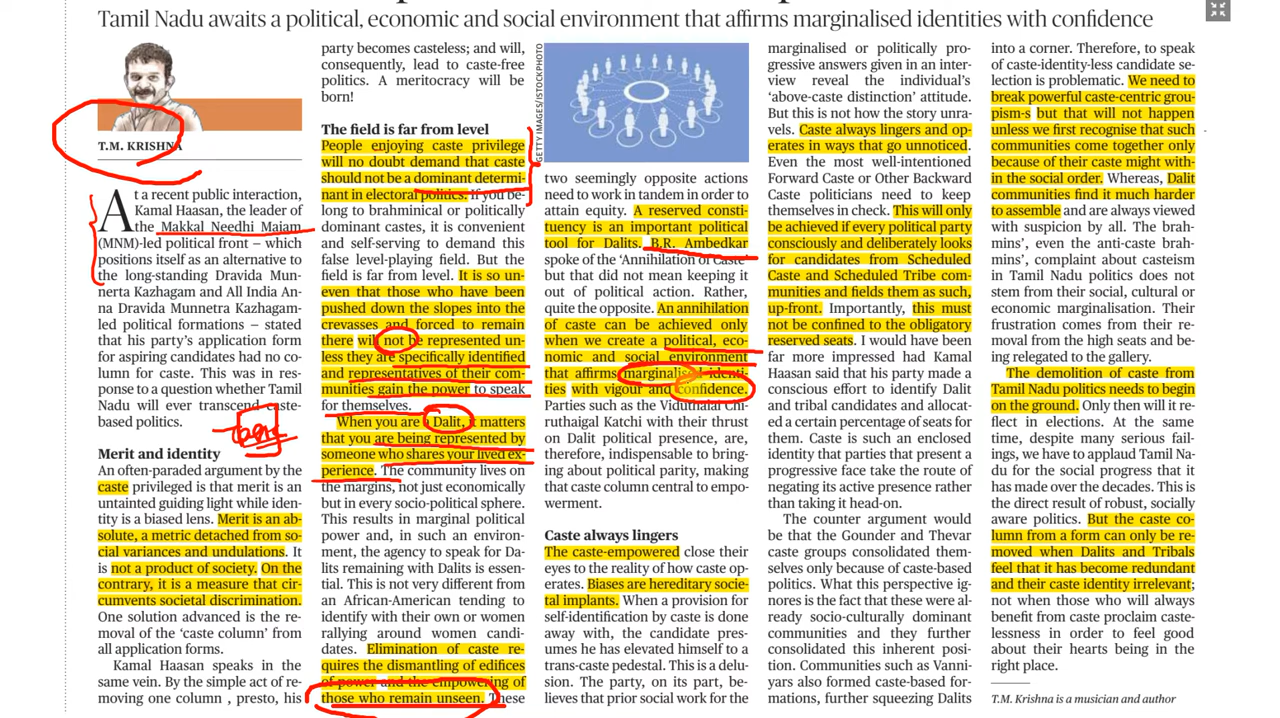 Tamil Nadu awaits a political, economic and social environment that affirms marginalised identities with confidence
T.M. KRISHNA
At a recent public interaction,
Kamal Haasan, the leader of
the Makkal Needhi Maiam
(MNM)-led political front – which
positions itself as an alternative to
the long-standing Dravida Mun-
nerta Kazhagam and All India An-
na Dravida Munnetra Kazhagam-
led political formations – stated
that his party's application form
for aspiring candidates had no co-
lumn for caste. This was in res-
ponse to a question whether Tamil
Nadu will ever transcend caste-
based politics.
Merit and identity
An often-paraded argument by the
caste privileged is that merit is an
untainted guiding light while iden-
tity is a biased lens. Merit is an ab-
solute, a metric detached from so-
cial variances and undulations. It
is not a product of society. On the
contrary, it is a measure that cir-
cumvents societal discrimination.
One solution advanced is the re-
moval of the 'caste column' from
all application forms.
Kamal Haasan speaks in the
same vein. By the simple act of re-
moving one column , presto, his
party becomes casteless; and will,
consequently, lead to caste-free
politics. A meritocracy will be
born!
The field is far from level
People enjoying caste privilege
will no doubt demand that caste
should not be a dominant determi-
nant in electoral politics. If you be-
long to brahminical or politically
dominant castes, it is convenient
and self-serving to demand this
false level-playing field. But the
field is far from level. It is so un-
even that those who have been
pushed down the slopes into the
crevasses and forced to remain
there will not be represented un-
less they are specifically identified
and representatives of their com-
munities gain the power to speak
for themselves.
When you are a Dalit, it matters
that you are being represented by
someone who shares your lived ex-
perience. The community lives on
the margins, not just economically
but in every socio-political sphere.
This results in marginal political
power and, in such an environ-
ment, the agency to speak for Da-
lits remaining with Dalits is essen-
tial. This is not very different from
an African-American tending to
identify with their own or women
rallying around women candi-
dates. Elimination of caste re-
quires the dismantling of edifices
of power and the empowering of
those who remain unseen. These
GETTY IMAGES/ISTOCKPHOTO
two seemingly opposite actions
need to work in tandem in order to
attain equity. A reserved consti-
tuency is an important political
tool for Dalits. B.R. Ambedkar
spoke of the 'Annihilation of Caste'
but that did not mean keeping it
out of political action. Rather,
quite the opposite. An annihilation
of caste can be achieved only
when we create a political, eco-
nomic and social environment
that affirms marginalised identi-
ties with vigour and confidence.
Parties such as the Viduthalai Chi-
ruthaigal Katchi with their thrust
on Dalit political presence, are,
therefore, indispensable to bring-
ing about political parity, making
that caste column central to empo-
werment.
Caste always lingers
The caste-empowered close their
eyes to the reality of how caste op-
erates. Biases are hereditary socie-
tal implants. When a provision for
self-identification by caste is done
away with, the candidate pres-
umes he has elevated himself to a
trans-caste pedestal. This is a delu-
sion. The party, on its part, be-
lieves that prior social work for the
marginalised or politically pro-
gressive answers given in an inter-
view reveal the individual's
'above-caste distinction' attitude.
But this is not how the story unra-
vels. Caste always lingers and op-
erates in ways that go unnoticed.
Even the most well-intentioned
Forward Caste or Other Backward
Caste politicians need to keep
themselves in check. This will only
be achieved if every political party
consciously and deliberately looks
for candidates from Scheduled
Caste and Scheduled Tribe com-
munities and fields them as such,
up-front. Importantly, this must
not be confined to the obligatory
reserved seats. I would have been
far more impressed had Kamal
Haasan said that his party made a
conscious effort to identify Dalit
and tribal candidates and allocat-
ed a certain percentage of seats for
them. Caste is such an enclosed
identity that parties that present a
progressive face take the route of
negating its active presence rather
than taking it head-on.
The counter argument would
be that the Gounder and Thevar
caste groups consolidated them-
selves only because of caste-based
politics. What this perspective ig-
nores is the fact that these were al-
ready socio-culturally dominant
communities and they further
consolidated this inherent posi-
tion. Communities such as Vanni-
yars also formed caste-based for-
mations, further squeezing Dalits
into a corner. Therefore, to speak
of caste-identity-less candidate se-
lection is problematic. We need to
break powerful caste-centric grou-
pism-s but that will not happen
unless we first recognise that such
communities come together only
because of their caste might with-
in the social order. Whereas, Dalit
communities find it much harder
to assemble and are always viewed
with suspicion by all. The brah-
mins', even the anti-caste brah-
mins', complaint about casteism
in Tamil Nadu politics does not
stem from their social, cultural or
economic marginalisation. Their
frustration comes from their re-
moval from the high seats and be-
ing relegated to the gallery.
The demolition of caste from
Tamil Nadu politics needs to begin
on the ground. Only then will it re-
flect in elections. At the same
time, despite many serious fail-
ings, we have to applaud Tamil Na-
du for the social progress that it
has made over the decades. This is
the direct result of robust, socially
aware politics. But the caste co-
lumn from a form can only be re-
moved when Dalits and Tribals
feel that it has become redundant
and their caste identity irrelevant;
not when those who will always
benefit from caste proclaim caste-
lessness in order to feel good
about their hearts being in the
right place.
T.M. Krishna is a musician and author